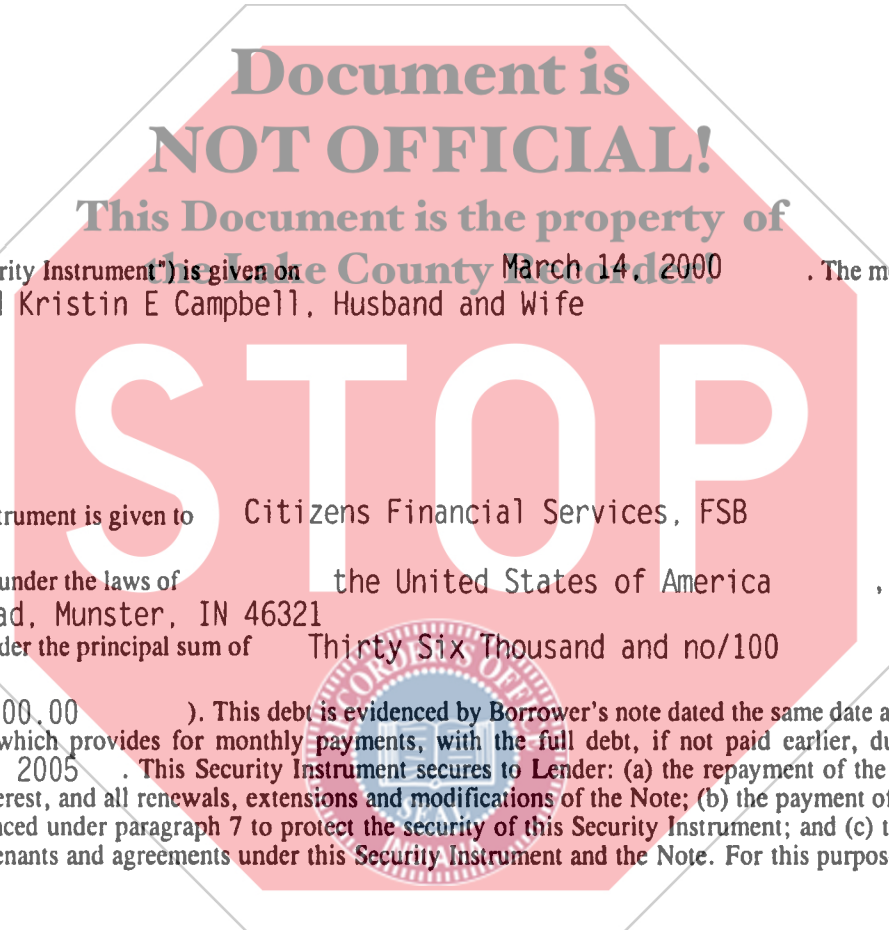 Document is
NOT OFFICIAL!
This Document is the property of
the Lake County Recorder!
rity Instrument") is given on March 14, 2000 . The m
Kristin E Campbell, Husband and Wife
STOP
trument is given to Citizens Financial Services, FSB
under the laws of the United States of America ,
ad, Munster, IN 46321
der the principal sum of Thirty Six Thousand and no/100
00.00 ). This debt is evidenced by Borrower's note dated the same date a
which provides for monthly payments, with the full debt, if not paid earlier, du
2005 . This Security Instrument secures to Lender: (a) the repayment of the
erest, and all renewals, extensions and modifications of the Note; (b) the payment of
nced under paragraph 7 to protect the security of this Security Instrument; and (c) t
enants and agreements under this Security Instrument and the Note. For this purpos
RECORDER'S OFFICE
SEAL
INDIANA